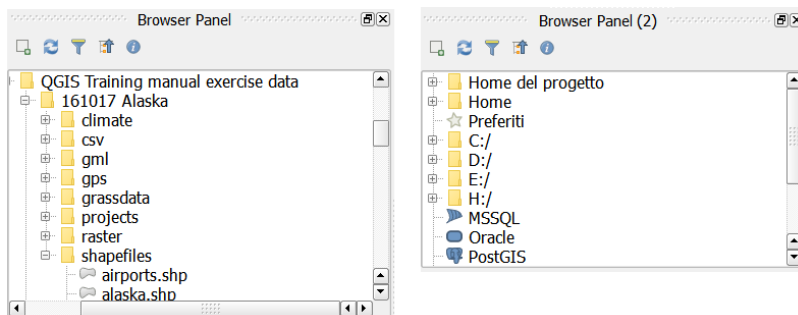 Browser Panel
QGIS Training manual exercise data
161017 Alaska
climate
csv
gml
gps
grassdata
projects
raster
shapefiles
airports.shp
alaska.shp
Browser Panel (2)
Home del progetto
Home
Preferiti
C:/
D:/
E:/
H:/
MSSQL
Oracle
PostGIS